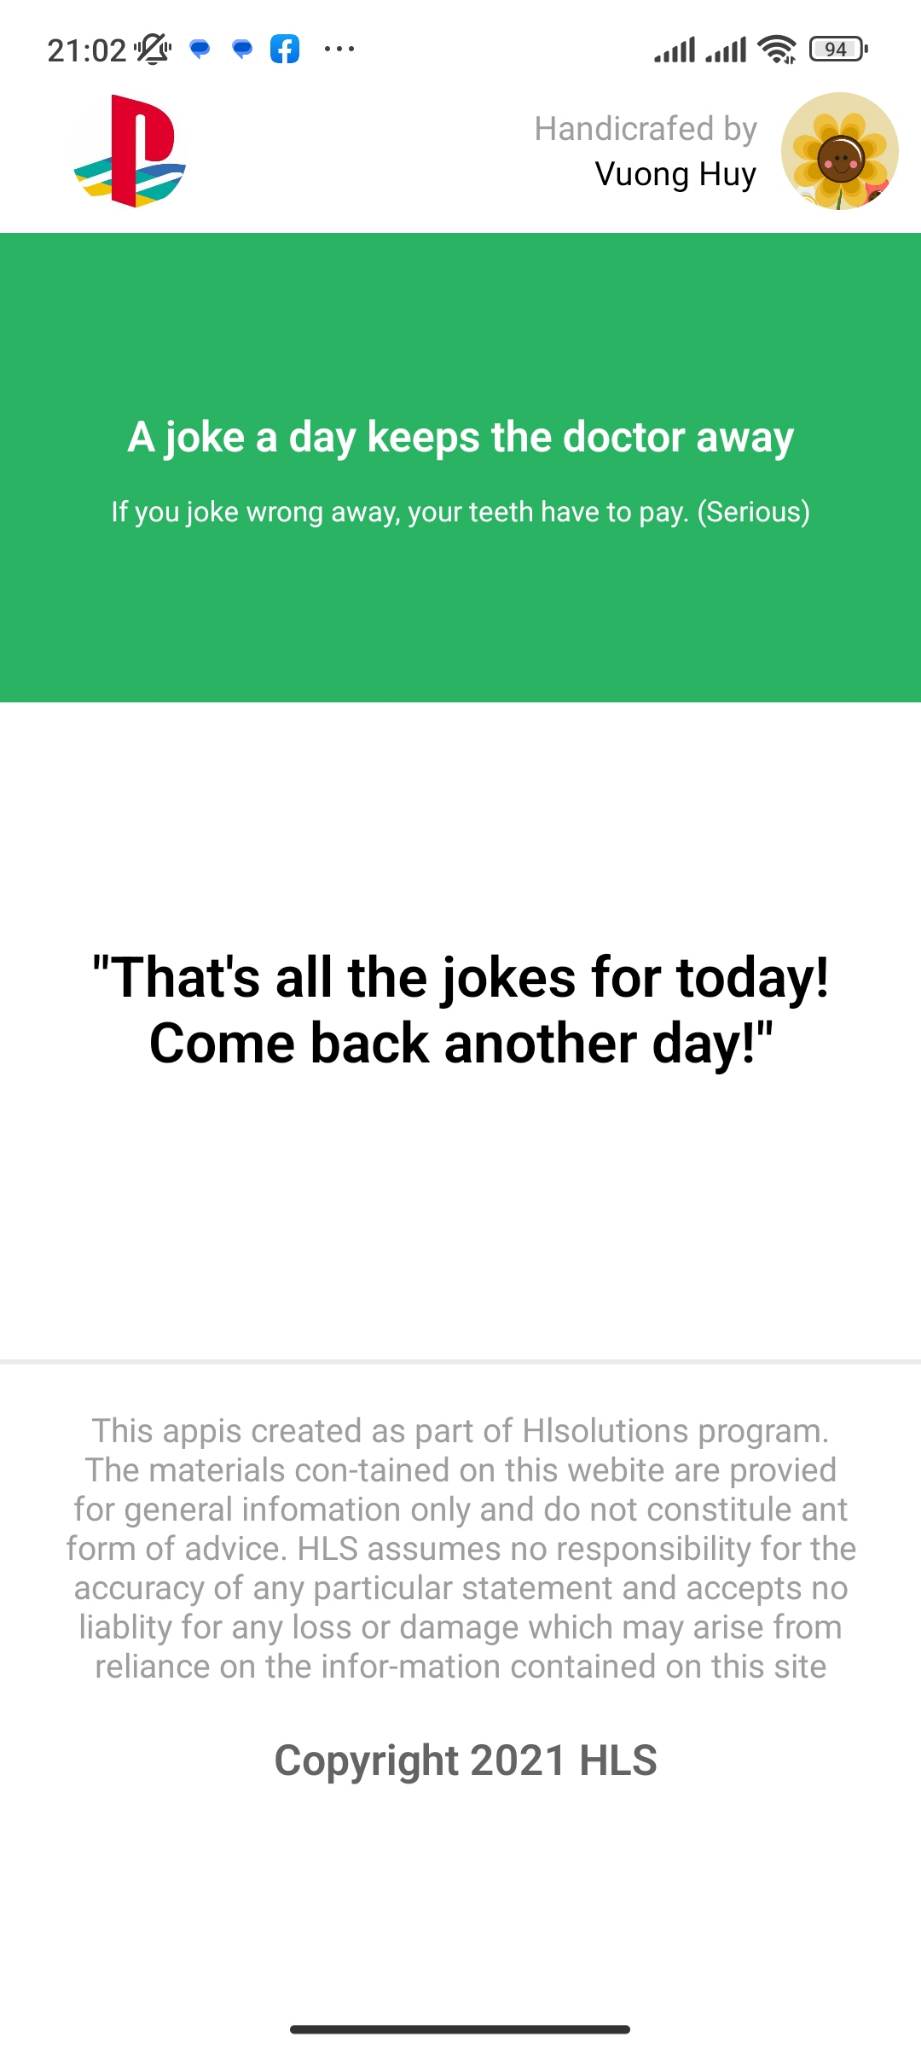 21:02
94
Handicrafed by
Vuong Huy
A joke a day keeps the doctor away
If you joke wrong away, your teeth have to pay. (Serious)
"That's all the jokes for today!
Come back another day!"
This appis created as part of Hlsolutions program.
The materials con-tained on this webite are provied
for general infomation only and do not constitule ant
form of advice. HLS assumes no responsibility for the
accuracy of any particular statement and accepts no
liablity for any loss or damage which may arise from
reliance on the infor-mation contained on this site
Copyright 2021 HLS